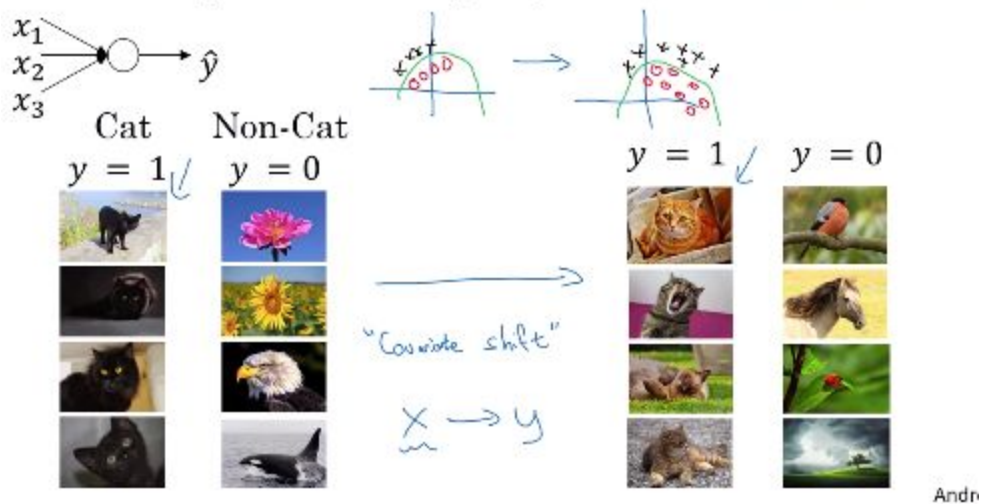 x₁
x₂
x₃
ŷ
Cat Non-Cat
y = 1 y = 0
y = 1 y = 0
"Covariate shift"
x → y
Andr